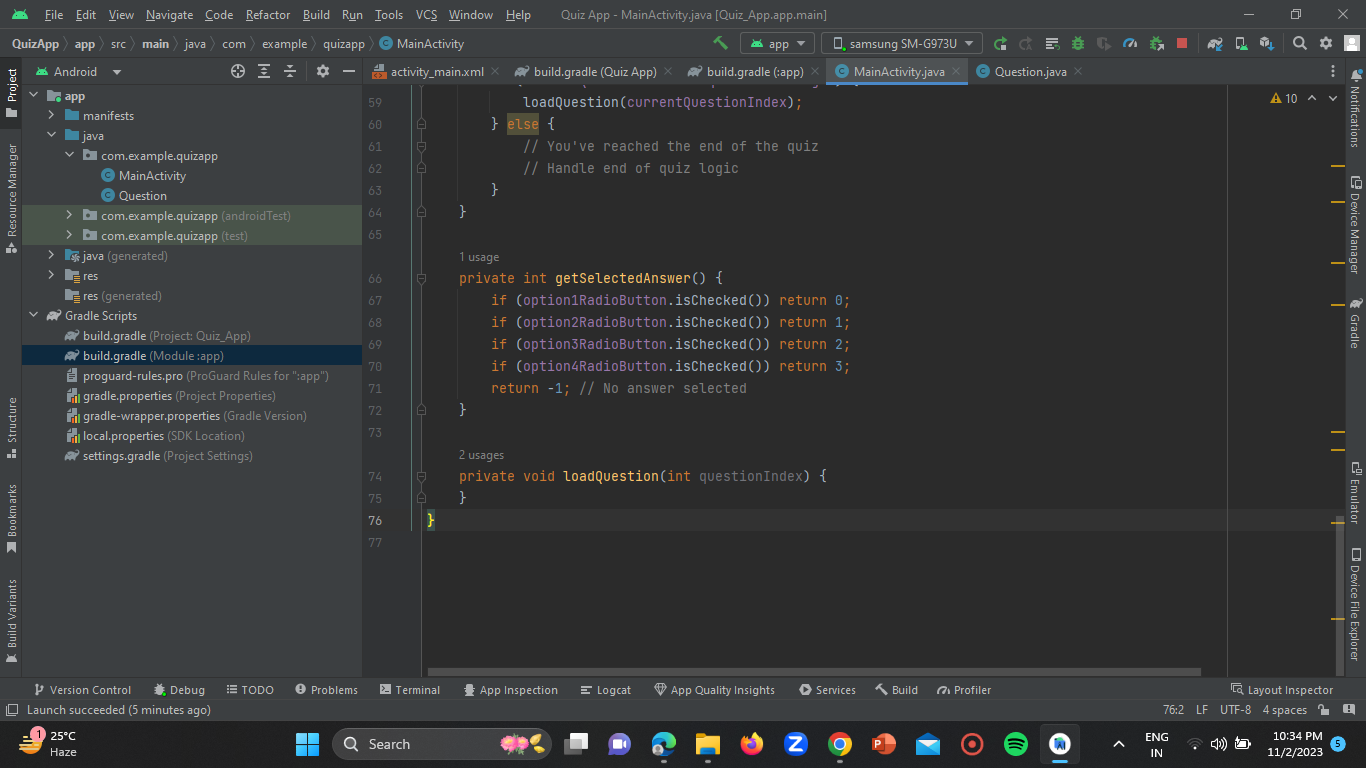 File Edit View Navigate Code Refactor Build Run Tools VCS Window Help Quiz App - MainActivity.java [Quiz_App.app.main]
QuizApp app src main java com example quizapp MainActivity app samsung SM-G973U
Android activity_main.xml build.gradle (Quiz App) build.gradle (:app) MainActivity.java Question.java
Project
Resource Manager
Structure
Bookmarks
Build Variants
app
manifests
java
com.example.quizapp
MainActivity
Question
com.example.quizapp (androidTest)
com.example.quizapp (test)
java (generated)
res
res (generated)
Gradle Scripts
build.gradle (Project: Quiz_App)
build.gradle (Module :app)
proguard-rules.pro (ProGuard Rules for ":app")
gradle.properties (Project Properties)
gradle-wrapper.properties (Gradle Version)
local.properties (SDK Location)
settings.gradle (Project Settings)
10
59 loadQuestion(currentQuestionIndex);
60 } else {
61 // You've reached the end of the quiz
62 // Handle end of quiz logic
63 }
64 }
65
1 usage
66 private int getSelectedAnswer() {
67 if (option1RadioButton.isChecked()) return 0;
68 if (option2RadioButton.isChecked()) return 1;
69 if (option3RadioButton.isChecked()) return 2;
70 if (option4RadioButton.isChecked()) return 3;
71 return -1; // No answer selected
72 }
73
2 usages
74 private void loadQuestion(int questionIndex) {
75 }
76 }
77
Notifications
Device Manager
Gradle
Emulator
Device File Explorer
Version Control Debug TODO Problems Terminal App Inspection Logcat App Quality Insights Services Build Profiler Layout Inspector
Launch succeeded (5 minutes ago) 76:2 LF UTF-8 4 spaces
1 25°C
Haze
Search
ENG
IN
10:34 PM
11/2/2023
5